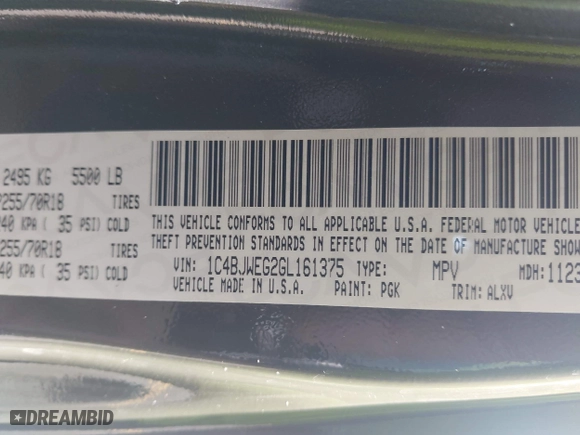 2495 KG 5500 LB
255/70R18 TIRES
240 KPA ( 35 PSI) COLD
255/70R18 TIRES
40 KPA ( 35 PSI) COLD
THIS VEHICLE CONFORMS TO ALL APPLICABLE U.S.A. FEDERAL MOTOR VEHICLE
THEFT PREVENTION STANDARDS IN EFFECT ON THE DATE OF MANUFACTURE SHOW
VIN: 1C4BJWEG2GL161375 TYPE: MPV MDH: 1123
VEHICLE MADE IN U.S.A. PAINT: PGK TRIM: ALXV
DREAMBID